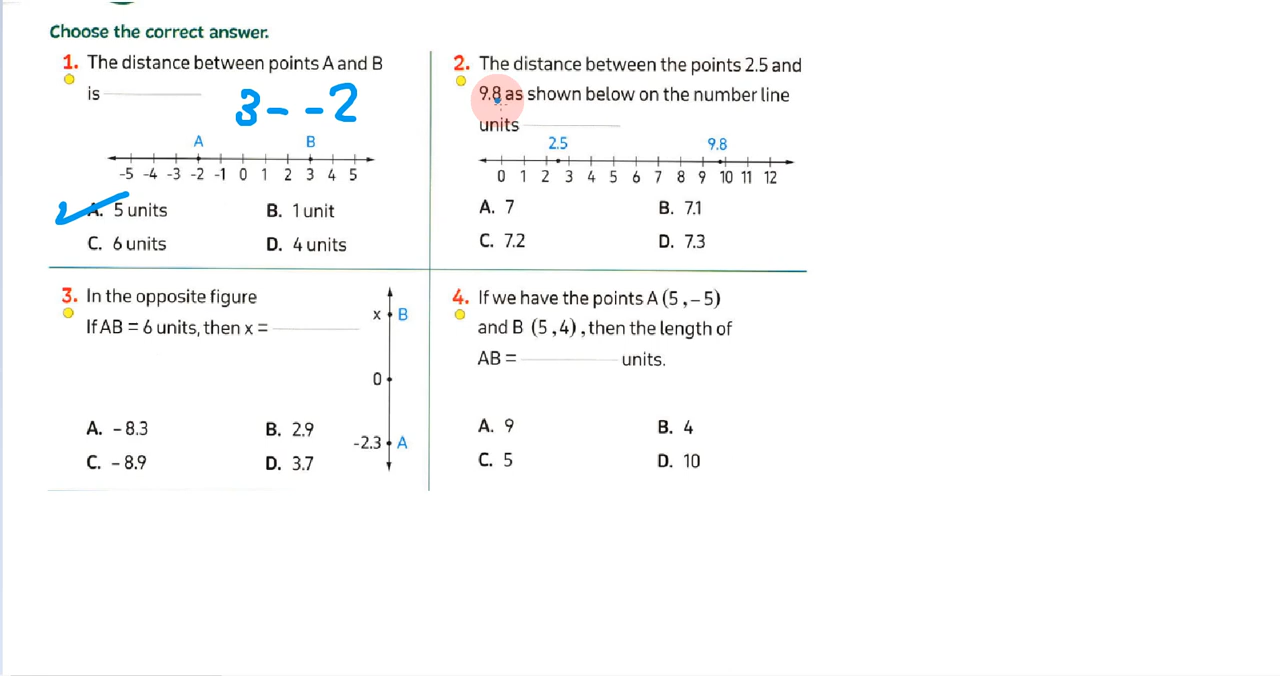 Choose the correct answer.
1. The distance between points A and B
is
3 - - 2
A B
-5 -4 -3 -2 -1 0 1 2 3 4 5
A. 5 units B. 1 unit
C. 6 units D. 4 units
2. The distance between the points 2.5 and
9.8 as shown below on the number line
units
2.5 9.8
0 1 2 3 4 5 6 7 8 9 10 11 12
A. 7 B. 7.1
C. 7.2 D. 7.3
3. In the opposite figure
If AB = 6 units, then x =
x B
0
-2.3 A
A. - 8.3 B. 2.9
C. - 8.9 D. 3.7
4. If we have the points A (5 , - 5)
and B (5 , 4) , then the length of
AB = units.
A. 9 B. 4
C. 5 D. 10